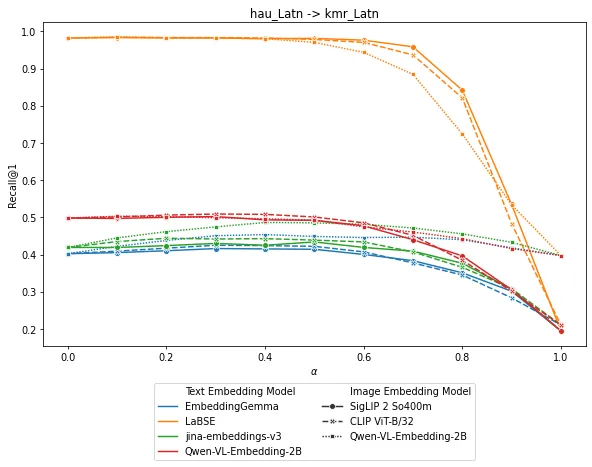 hau_Latn -> kmr_Latn
1.0
0.9
0.8
0.7
0.6
0.5
0.4
0.3
0.2
Recall@1
0.0 0.2 0.4 0.6 0.8 1.0
α
Text Embedding Model Image Embedding Model
EmbeddingGemma SigLIP 2 So400m
LaBSE CLIP ViT-B/32
jina-embeddings-v3 Qwen-VL-Embedding-2B
Qwen-VL-Embedding-2B